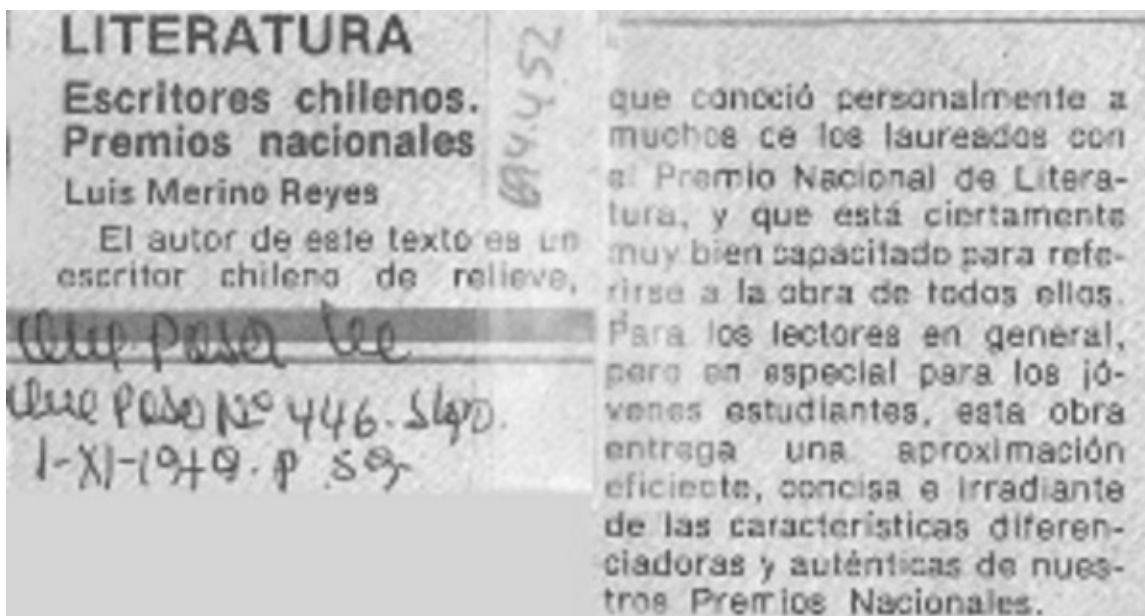 LITERATURA
Escritores chilenos.
Premios nacionales
Luis Merino Reyes
El autor de este texto es un
escritor chileno de relieve,
que conoció personalmente a
muchos de los laureados con
el Premio Nacional de Litera-
tura, y que está ciertamente
muy bien capacitado para refe-
rirse a la obra de todos ellos.
Para los lectores en general,
pero en especial para los jó-
venes estudiantes, esta obra
entrega una aproximación
eficiente, concisa e irradiante
de las características diferen-
ciadoras y auténticas de nues-
tros Premios Nacionales.
694.452
Que Pasa
Que Pasa Nº 446. Stgo.
1-XI-1979. p 59